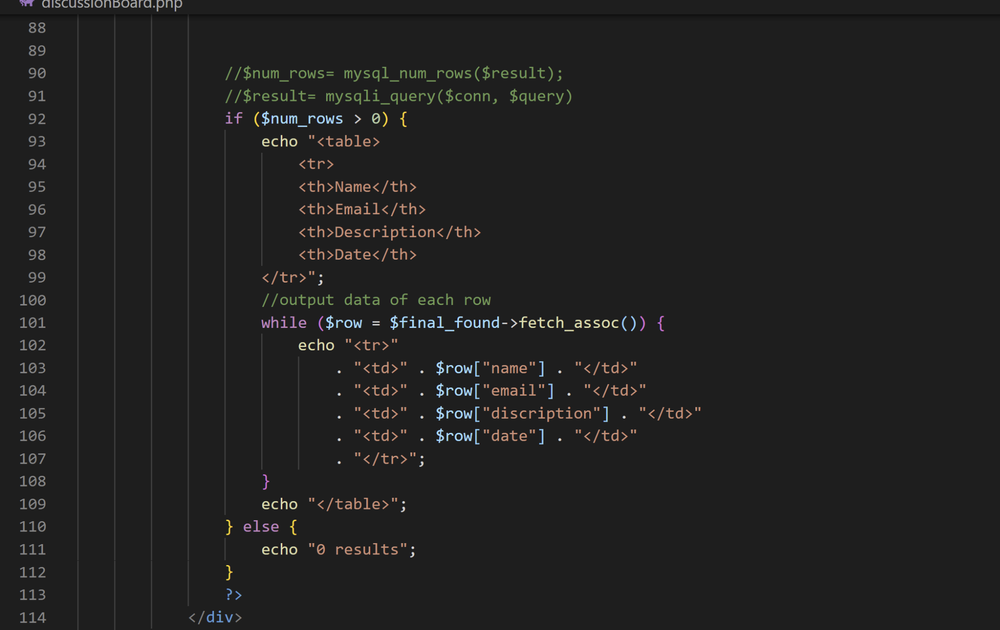 discussionBoard.php
88
89
90 //$num_rows= mysql_num_rows($result);
91 //$result= mysqli_query($conn, $query)
92 if ($num_rows > 0) {
93 echo "<table>
94 <tr>
95 <th>Name</th>
96 <th>Email</th>
97 <th>Description</th>
98 <th>Date</th>
99 </tr>";
100 //output data of each row
101 while ($row = $final_found->fetch_assoc()) {
102 echo "<tr>"
103 . "<td>" . $row["name"] . "</td>"
104 . "<td>" . $row["email"] . "</td>"
105 . "<td>" . $row["discription"] . "</td>"
106 . "<td>" . $row["date"] . "</td>"
107 . "</tr>";
108 }
109 echo "</table>";
110 } else {
111 echo "0 results";
112 }
113 ?>
114 </div>